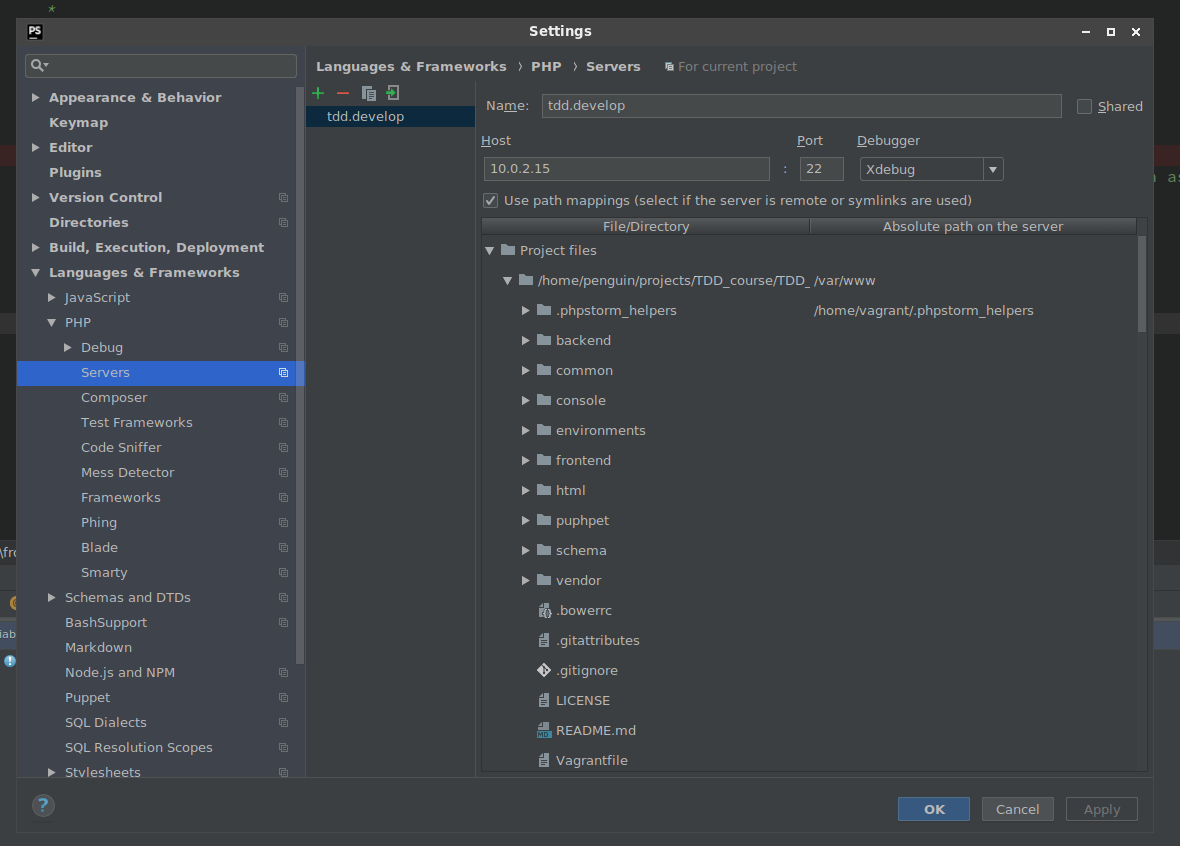 *
PS
Settings
Languages & Frameworks › PHP › Servers For current project
Appearance & Behavior
Keymap
Editor
Plugins
Version Control
Directories
Build, Execution, Deployment
Languages & Frameworks
JavaScript
PHP
Debug
Servers
Composer
Test Frameworks
Code Sniffer
Mess Detector
Frameworks
Phing
Blade
Smarty
Schemas and DTDs
BashSupport
Markdown
Node.js and NPM
Puppet
SQL Dialects
SQL Resolution Scopes
Stylesheets
tdd.develop
Name: tdd.develop Shared
Host Port Debugger
10.0.2.15 : 22 Xdebug
Use path mappings (select if the server is remote or symlinks are used)
File/Directory Absolute path on the server
Project files
/home/penguin/projects/TDD_course/TDD_ /var/www
.phpstorm_helpers /home/vagrant/.phpstorm_helpers
backend
common
console
environments
frontend
html
puphpet
schema
vendor
.bowerrc
.gitattributes
.gitignore
LICENSE
README.md
Vagrantfile
?
OK Cancel Apply